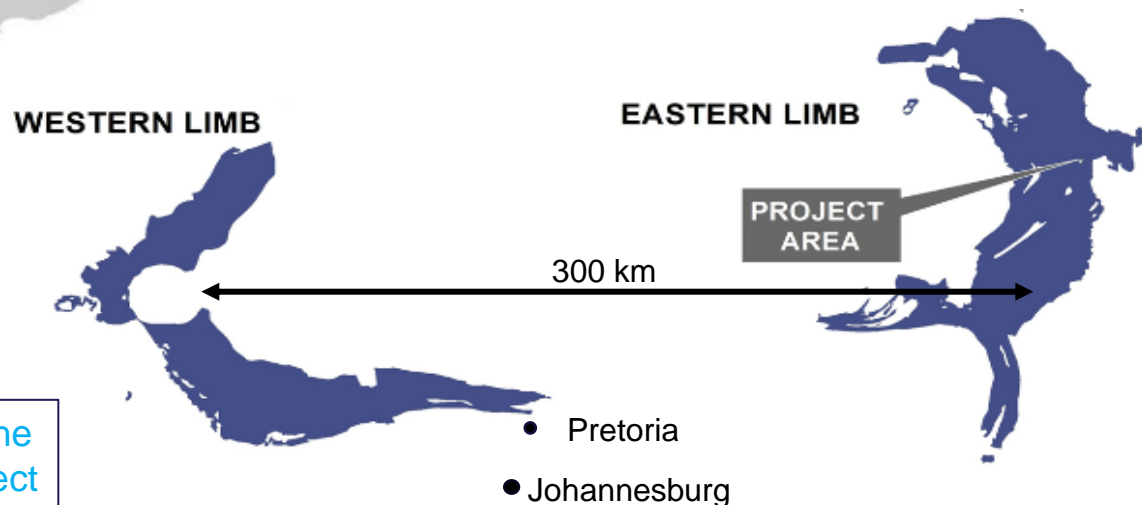 WESTERN LIMB
EASTERN LIMB
PROJECT
AREA
300 km
Pretoria
Johannesburg